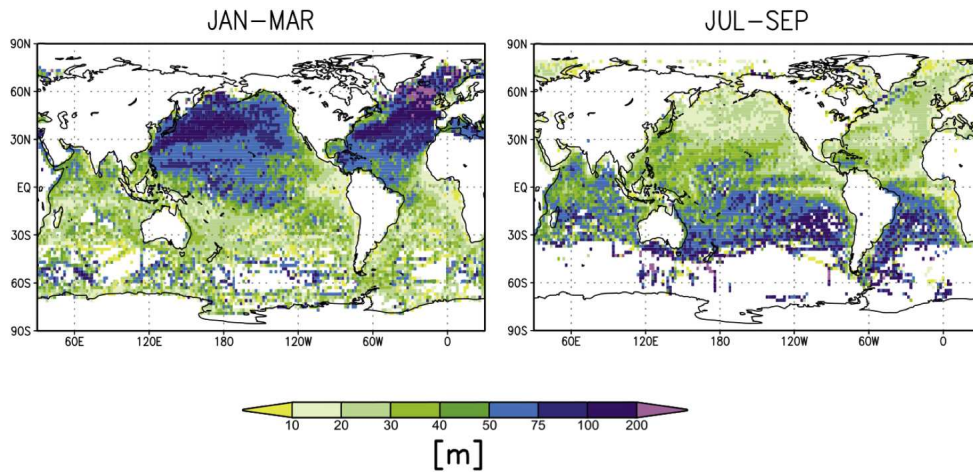 JAN–MAR JUL–SEP
90N 90N
60N 60N
30N 30N
EQ EQ
30S 30S
60S 60S
90S 90S
60E 120E 180 120W 60W 0 60E 120E 180 120W 60W 0
10 20 30 40 50 75 100 200
[m]